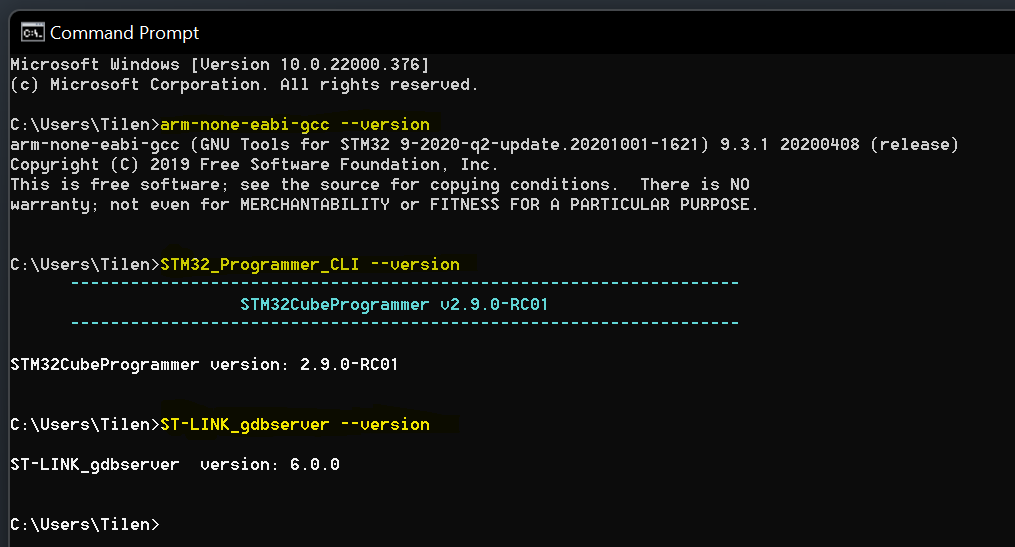 Command Prompt
Microsoft Windows [Version 10.0.22000.376]
(c) Microsoft Corporation. All rights reserved.
C:\Users\Tilen>arm-none-eabi-gcc --version
arm-none-eabi-gcc (GNU Tools for STM32 9-2020-q2-update.20201001-1621) 9.3.1 20200408 (release)
Copyright (C) 2019 Free Software Foundation, Inc.
This is free software; see the source for copying conditions.  There is NO
warranty; not even for MERCHANTABILITY or FITNESS FOR A PARTICULAR PURPOSE.
C:\Users\Tilen>STM32_Programmer_CLI --version
-------------------------------------------------------------------
STM32CubeProgrammer v2.9.0-RC01
-------------------------------------------------------------------
STM32CubeProgrammer version: 2.9.0-RC01
C:\Users\Tilen>ST-LINK_gdbserver --version
ST-LINK_gdbserver  version: 6.0.0
C:\Users\Tilen>